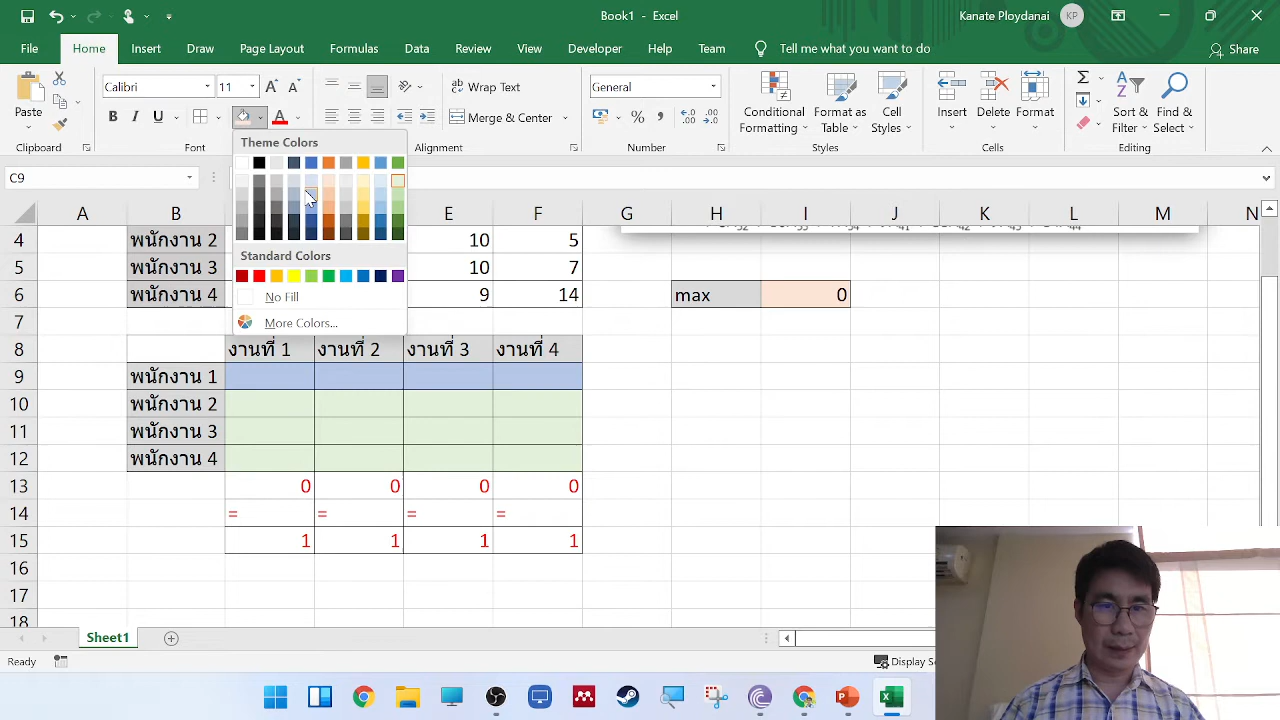 Book1 - Excel
Kanate Ploydanai KP
File Home Insert Draw Page Layout Formulas Data Review View Developer Help Team Tell me what you want to do Share
Calibri 11 Wrap Text General
Paste B I U A Merge & Center % , Conditional Formatting Format as Table Cell Styles Insert Delete Format Sort & Filter Find & Select
Clipboard Font Alignment Number Styles Cells Editing
C9
Theme Colors
Standard Colors
No Fill
More Colors...
A B E F G H I J K L M N
4 พนักงาน 2 10 5
5 พนักงาน 3 10 7
6 พนักงาน 4 9 14 max 0
7
8 งานที่ 1 งานที่ 2 งานที่ 3 งานที่ 4
9 พนักงาน 1
10 พนักงาน 2
11 พนักงาน 3
12 พนักงาน 4
13 0 0 0 0
14 = = = =
15 1 1 1 1
16
17
18
Sheet1
Ready Display S